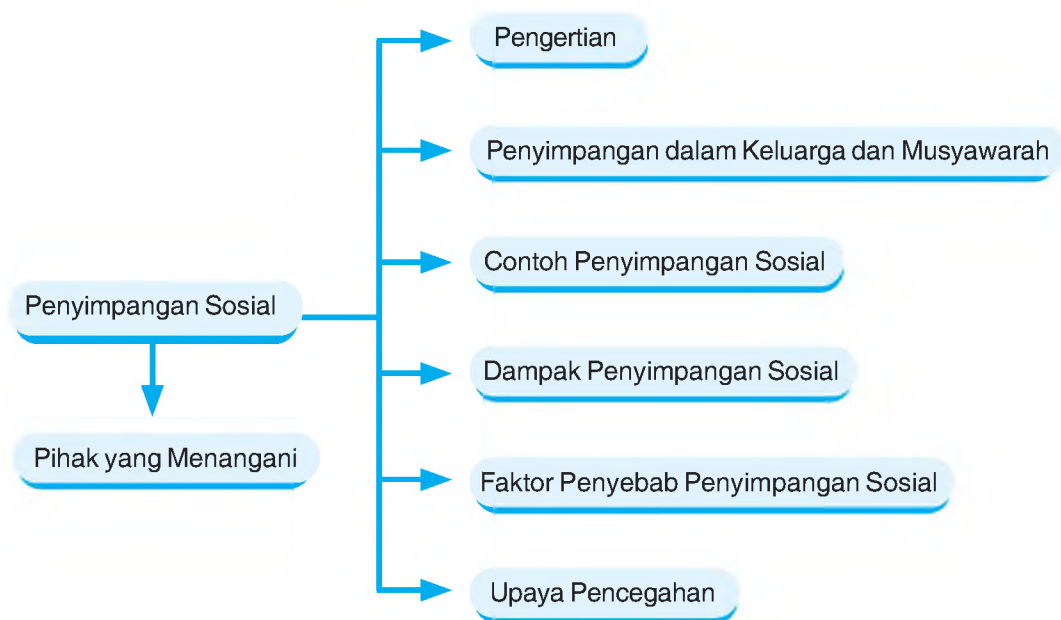 Pengertian
Penyimpangan dalam Keluarga dan Musyawarah
Contoh Penyimpangan Sosial
Penyimpangan Sosial
Dampak Penyimpangan Sosial
Pihak yang Menangani
Faktor Penyebab Penyimpangan Sosial
Upaya Pencegahan